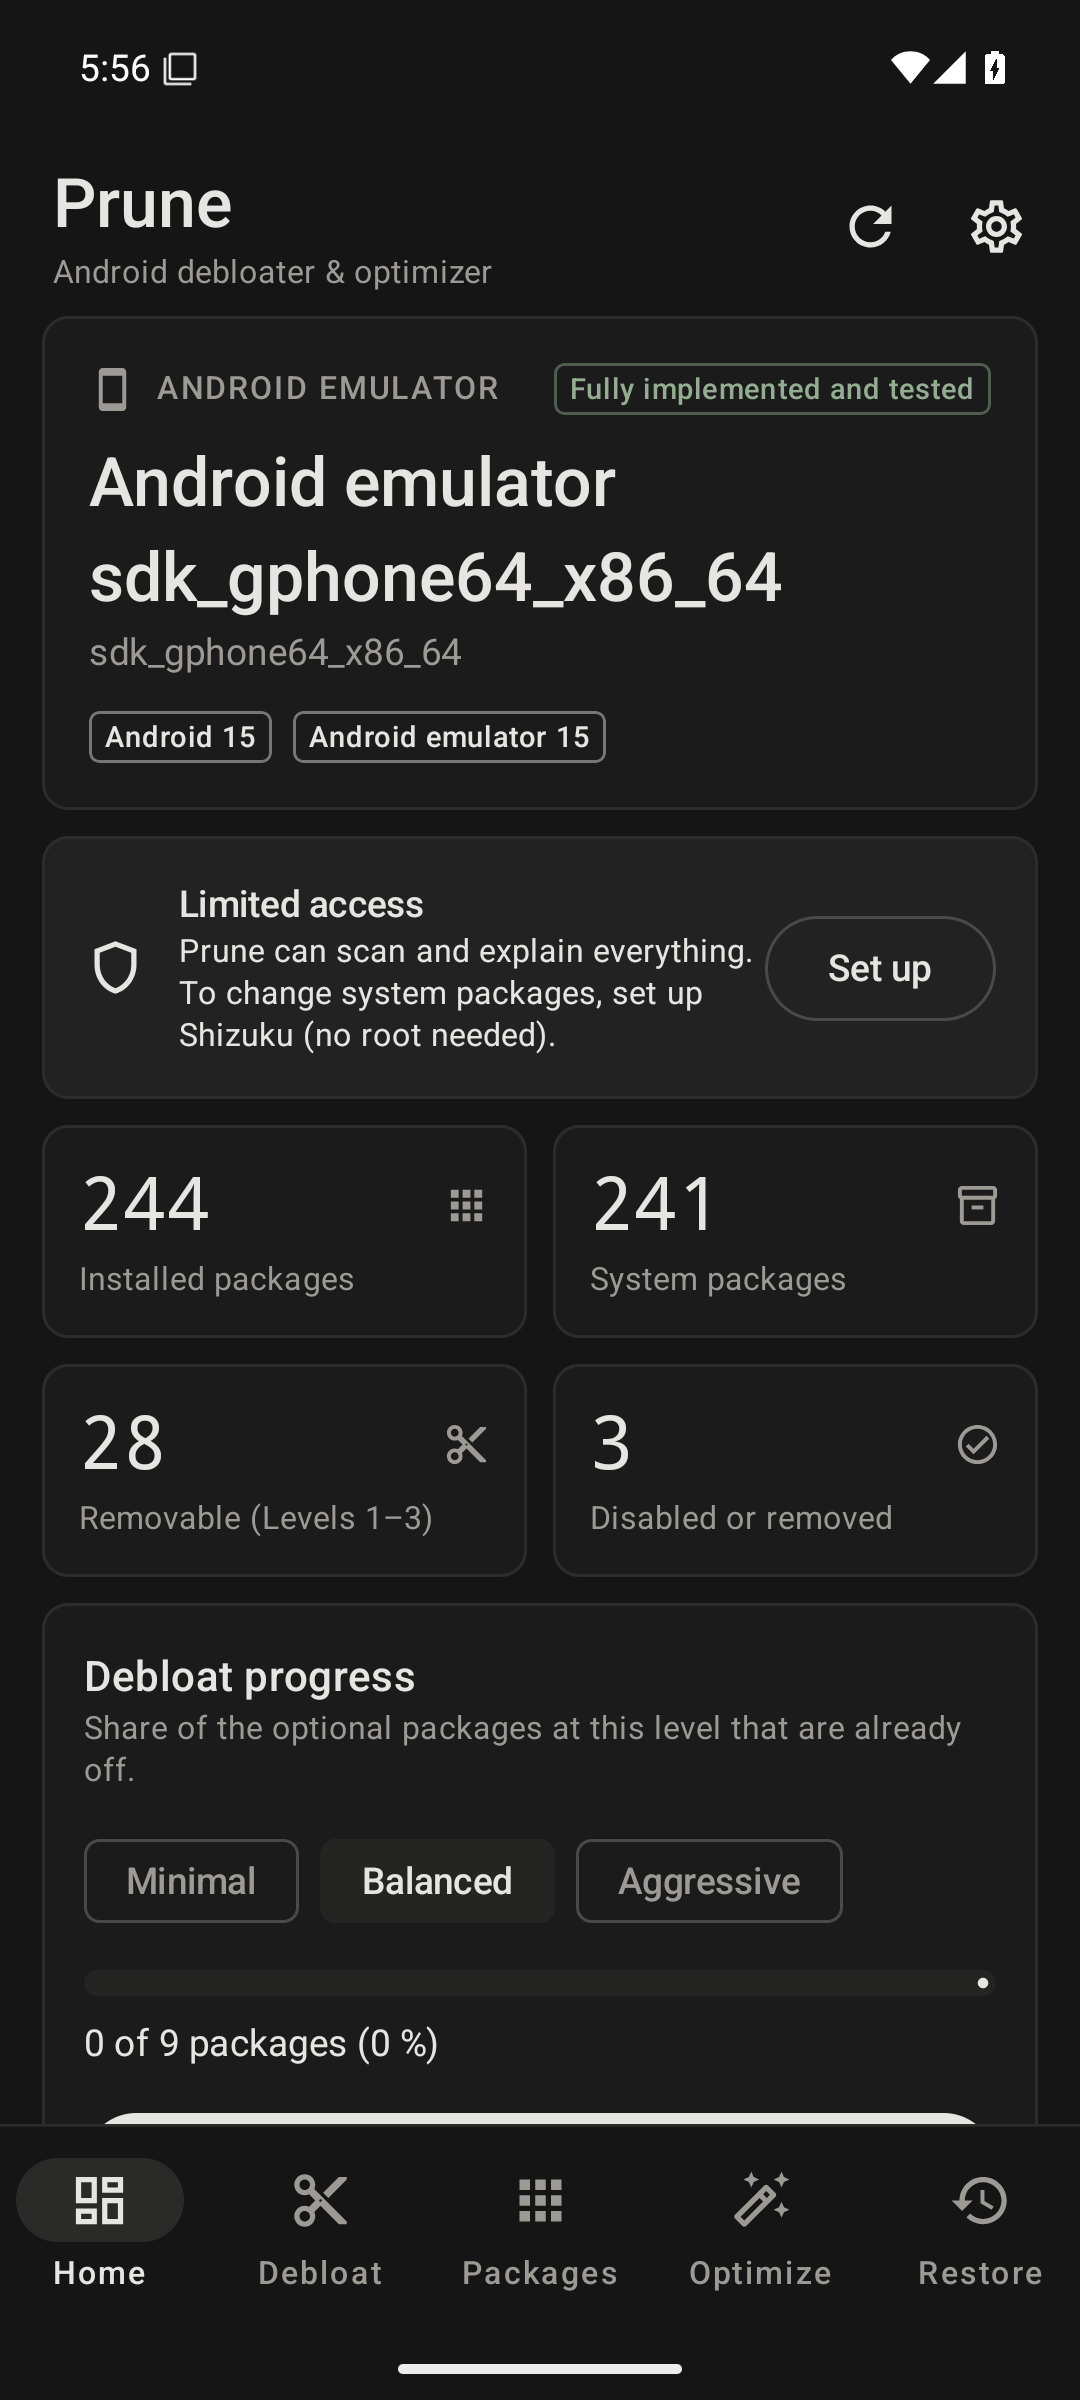 5:56
Prune
Android debloater & optimizer
ANDROID EMULATOR
Fully implemented and tested
Android emulator
sdk_gphone64_x86_64
sdk_gphone64_x86_64
Android 15
Android emulator 15
Limited access
Prune can scan and explain everything.
To change system packages, set up
Shizuku (no root needed).
Set up
244
Installed packages
241
System packages
28
Removable (Levels 1–3)
3
Disabled or removed
Debloat progress
Share of the optional packages at this level that are already
off.
Minimal
Balanced
Aggressive
0 of 9 packages (0 %)
Home
Debloat
Packages
Optimize
Restore